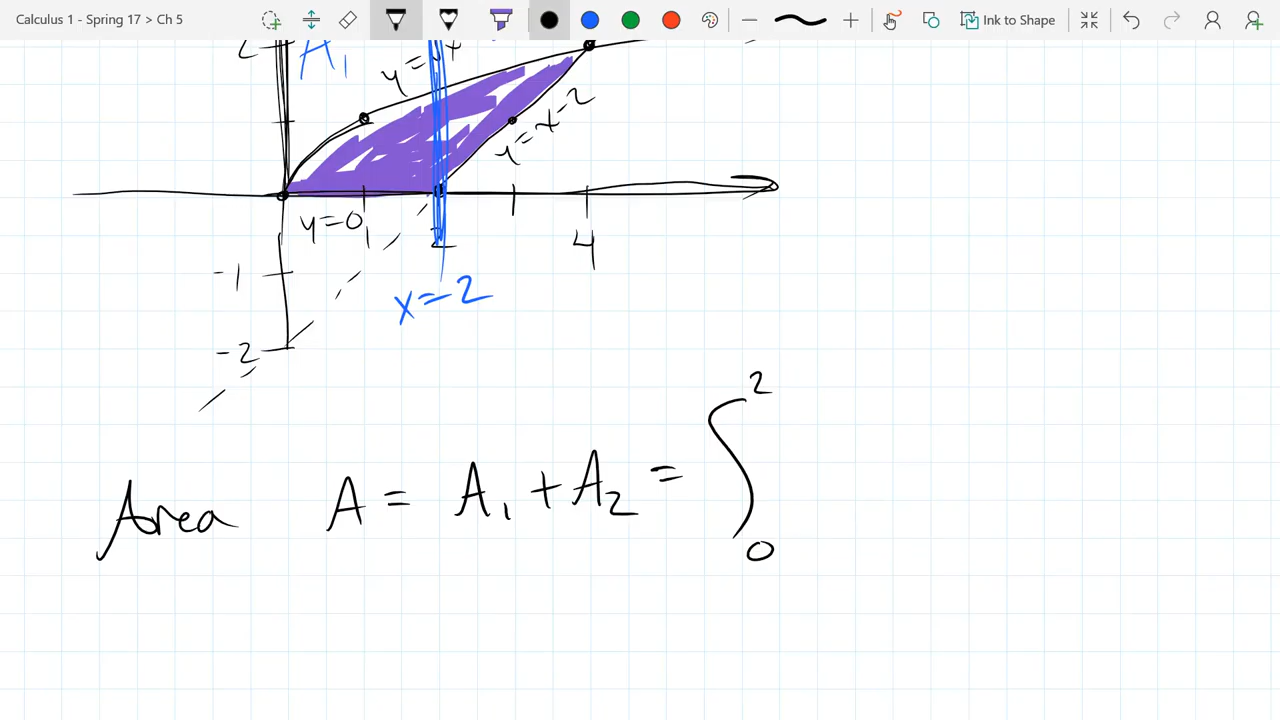 Calculus 1 - Spring 17 > Ch 5
Ink to Shape
2
A₁
y=
y=x-2
y=0
1
2
4
-1
x=2
-2
Area A = A₁ + A₂ = ∫₀²